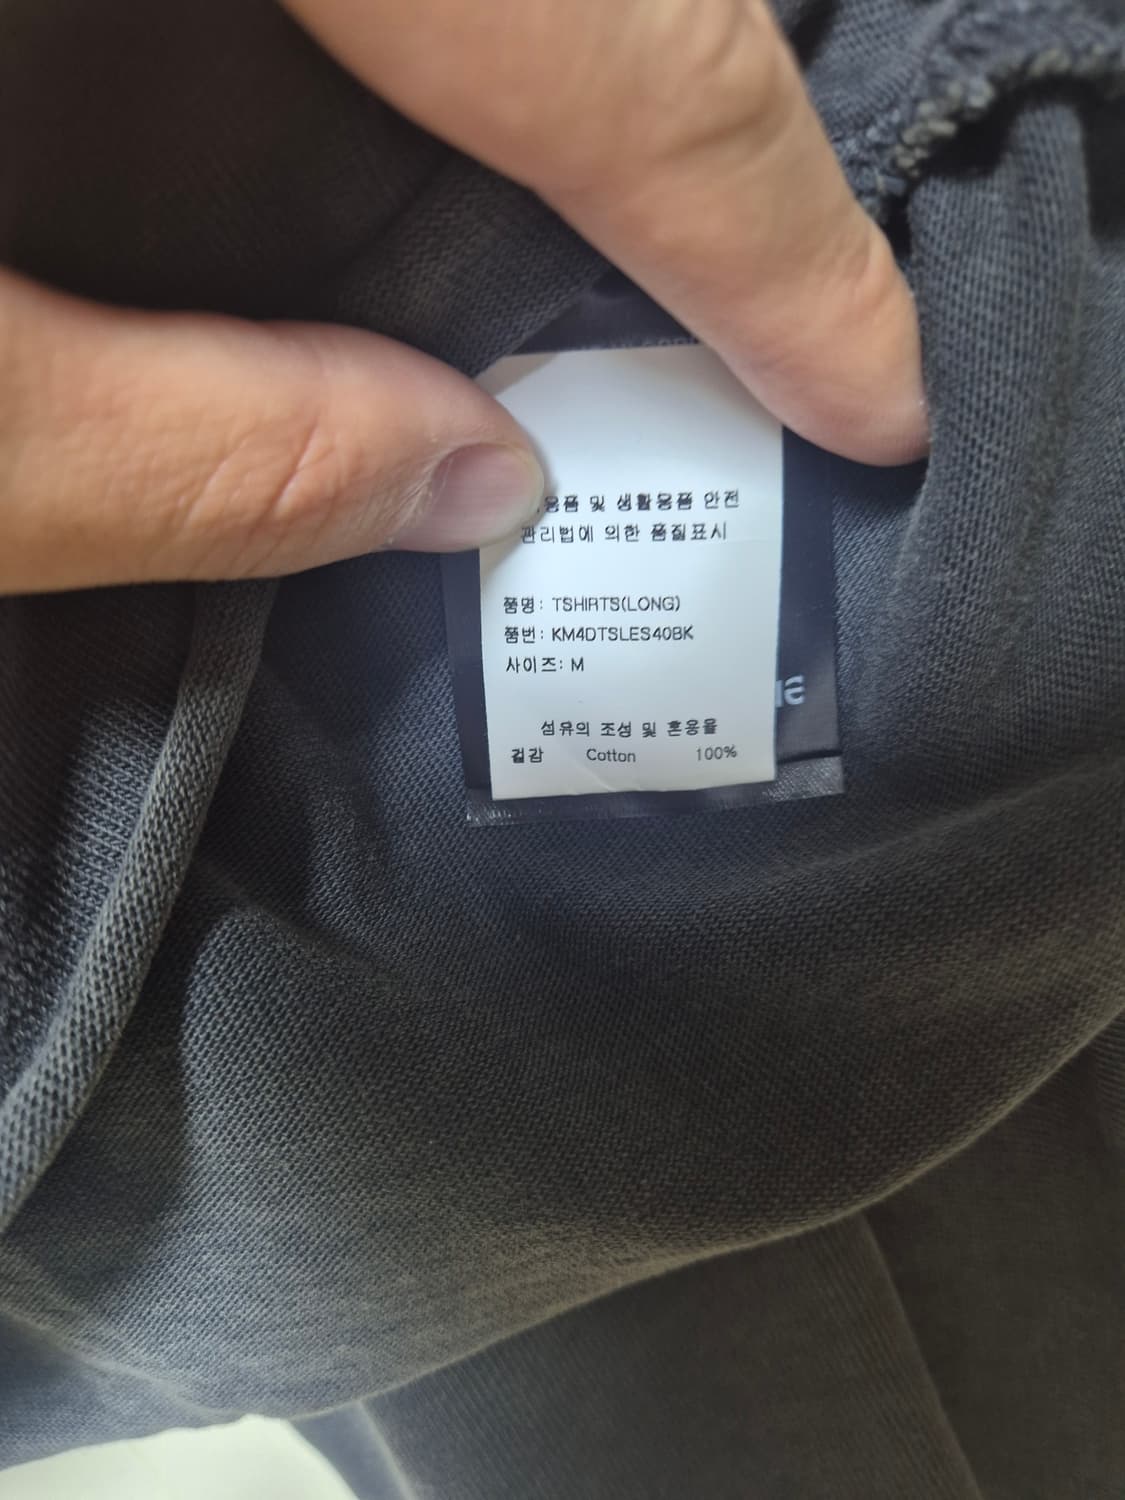 용품 및 생활용품 안전
관리법에 의한 품질표시
품명: TSHIRTS(LONG)
품번: KM4DTSLES40BK
사이즈: M
섬유의 조성 및 혼용율
겉감 Cotton 100%